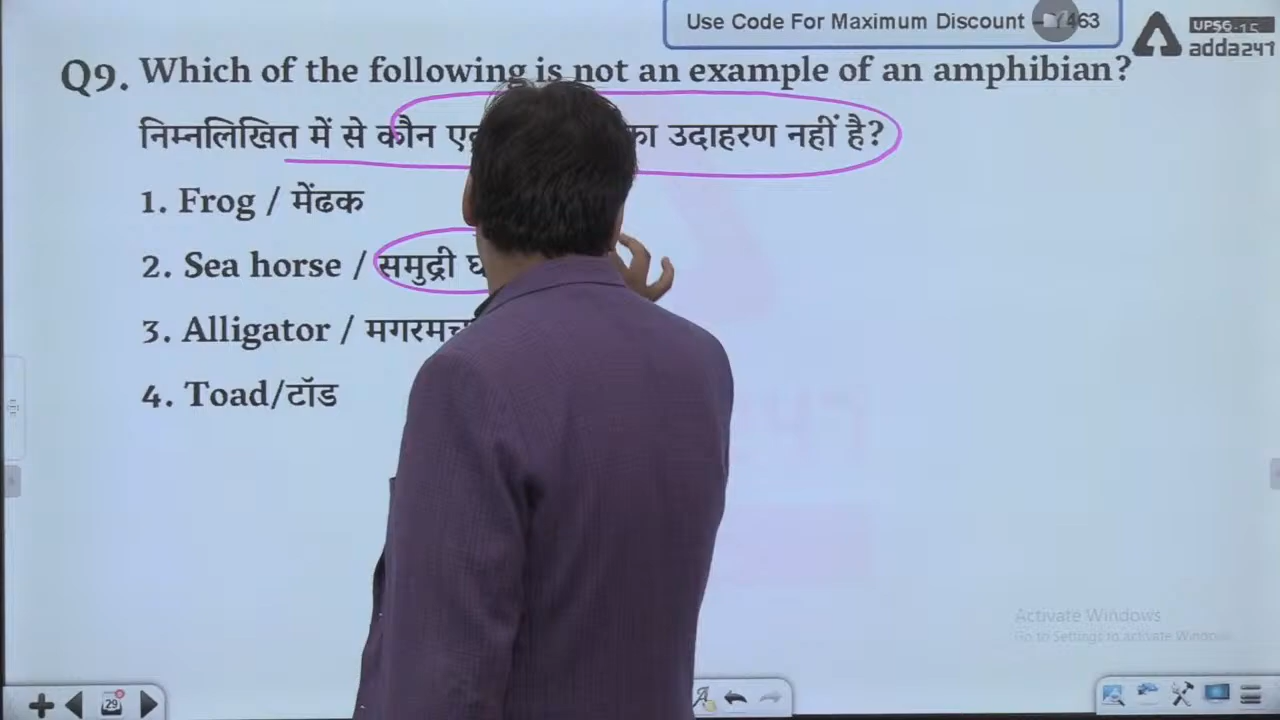 Use Code For Maximum Discount
adda247
Q9. Which of the following is not an example of an amphibian?
निम्नलिखित में से कौन उदाहरण नहीं है?
1. Frog / मेंढक
2. Sea horse / समुद्री
3. Alligator /
4. Toad/टॉड
Activate Windows
Go to Settings to activate Windows
29